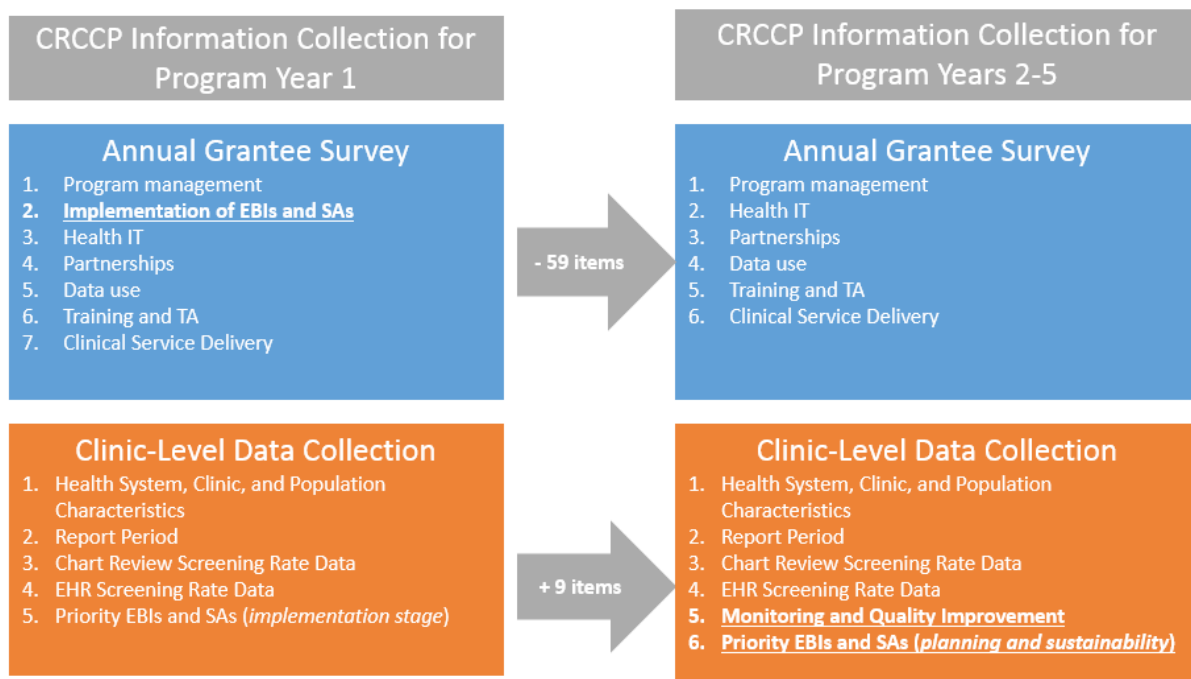 CRCCP Information Collection for
Program Year 1
CRCCP Information Collection for
Program Years 2-5
Annual Grantee Survey
1. Program management
2. Implementation of EBIs and SAs
3. Health IT
4. Partnerships
5. Data use
6. Training and TA
7. Clinical Service Delivery
- 59 items
Annual Grantee Survey
1. Program management
2. Health IT
3. Partnerships
4. Data use
5. Training and TA
6. Clinical Service Delivery
Clinic-Level Data Collection
1. Health System, Clinic, and Population
Characteristics
2. Report Period
3. Chart Review Screening Rate Data
4. EHR Screening Rate Data
5. Priority EBIs and SAs (implementation stage)
+ 9 items
Clinic-Level Data Collection
1. Health System, Clinic, and Population
Characteristics
2. Report Period
3. Chart Review Screening Rate Data
4. EHR Screening Rate Data
5. Monitoring and Quality Improvement
6. Priority EBIs and SAs (planning and sustainability)